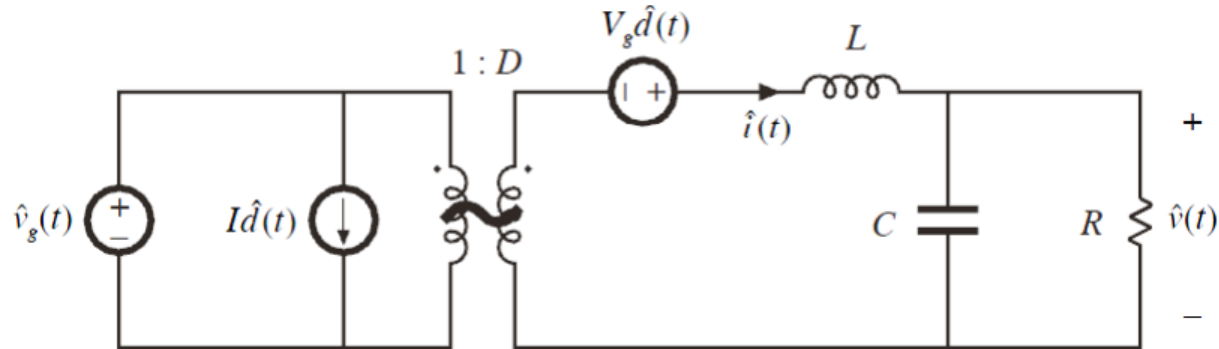 V_g d̂(t)
L
1 : D
− +
î(t)
+
v̂_g(t)
+
−
I d̂(t)
C
R
v̂(t)
−